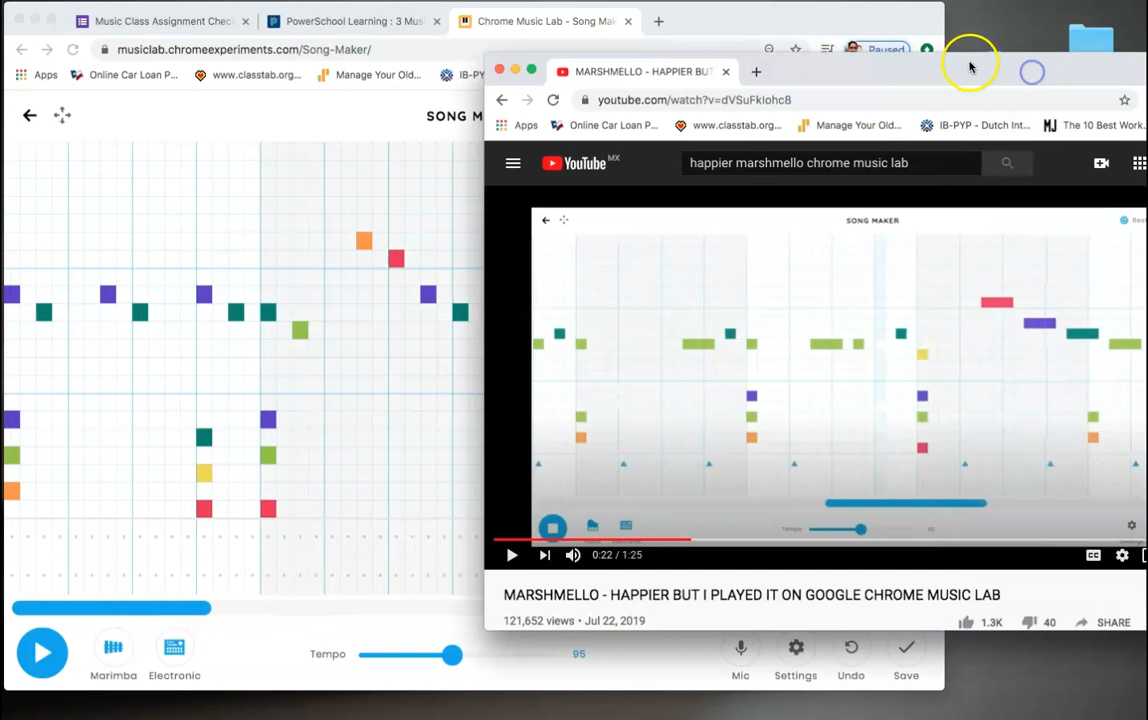 Music Class Assignment Chec
PowerSchool Learning : 3 Mus
Chrome Music Lab - Song Mak
musiclab.chromeexperiments.com/Song-Maker/
Paused
Apps
Online Car Loan P...
www.classtab.org...
Manage Your Old...
IB-PY
SONG M
Marimba
Electronic
Tempo
95
Mic
Settings
Undo
Save
MARSHMELLO - HAPPIER BUT
youtube.com/watch?v=dVSuFklohc8
Apps
Online Car Loan P...
www.classtab.org...
Manage Your Old...
IB-PYP - Dutch Int...
MJ
The 10 Best Work.
YouTube MX
happier marshmello chrome music lab
SONG MAKER
Tempo
0:22 / 1:25
CC
MARSHMELLO - HAPPIER BUT I PLAYED IT ON GOOGLE CHROME MUSIC LAB
121,652 views • Jul 22, 2019
1.3K
40
SHARE